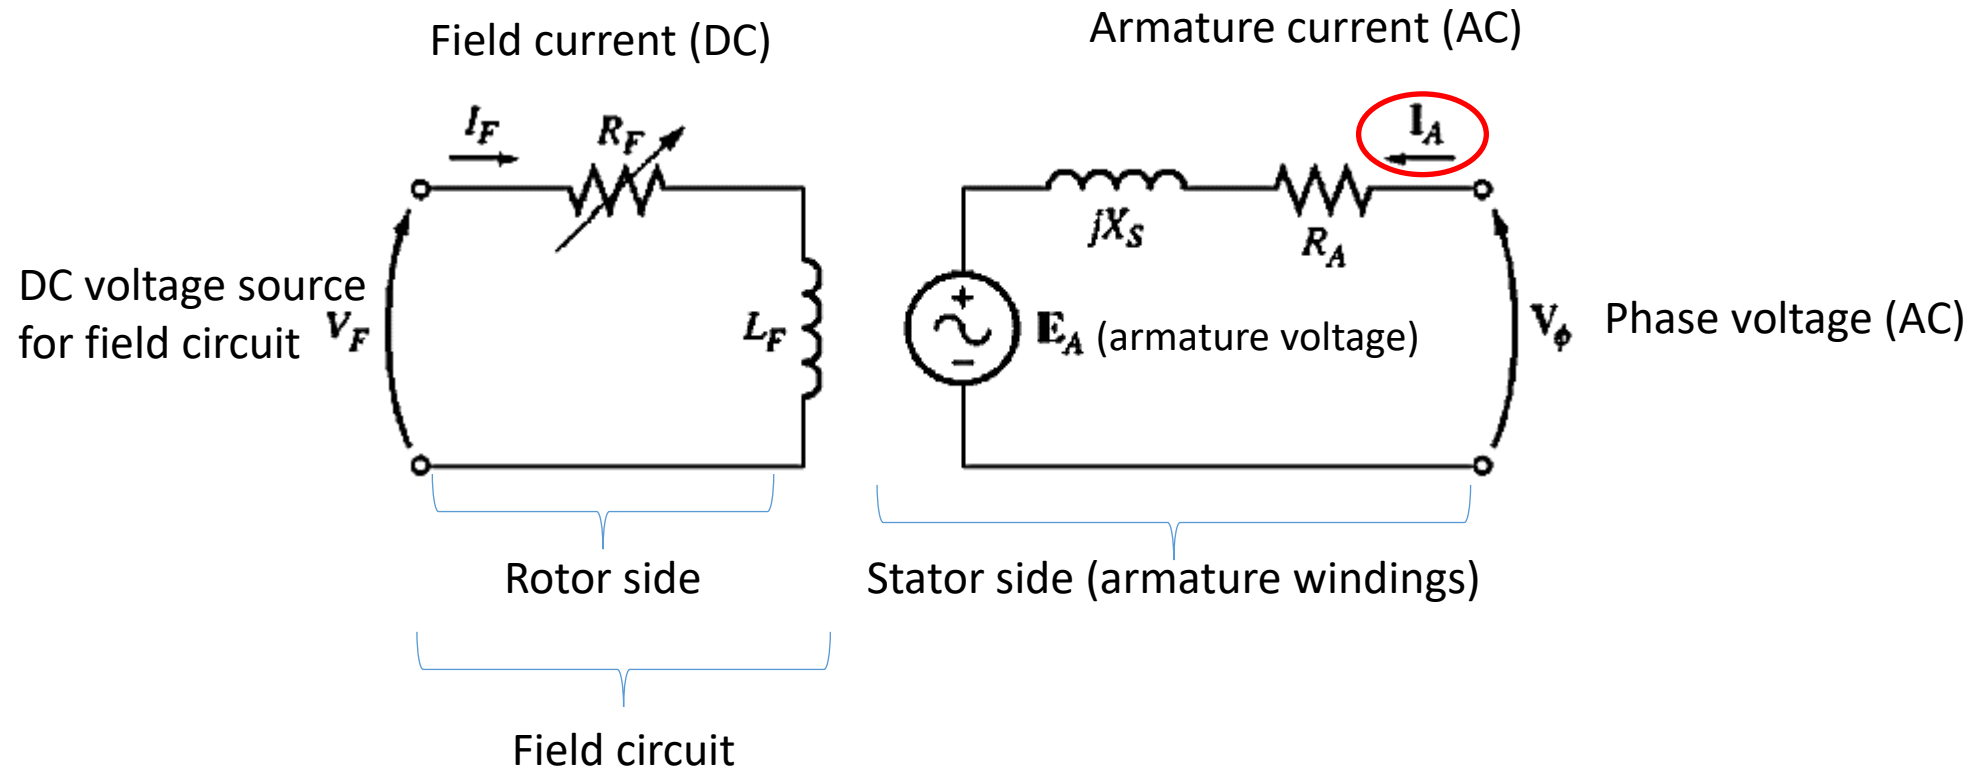 Field current (DC)
Armature current (AC)
I_F
R_F
I_A
jX_S
R_A
DC voltage source
for field circuit
V_F
L_F
+
−
E_A (armature voltage)
V_ϕ
Phase voltage (AC)
Rotor side
Stator side (armature windings)
Field circuit